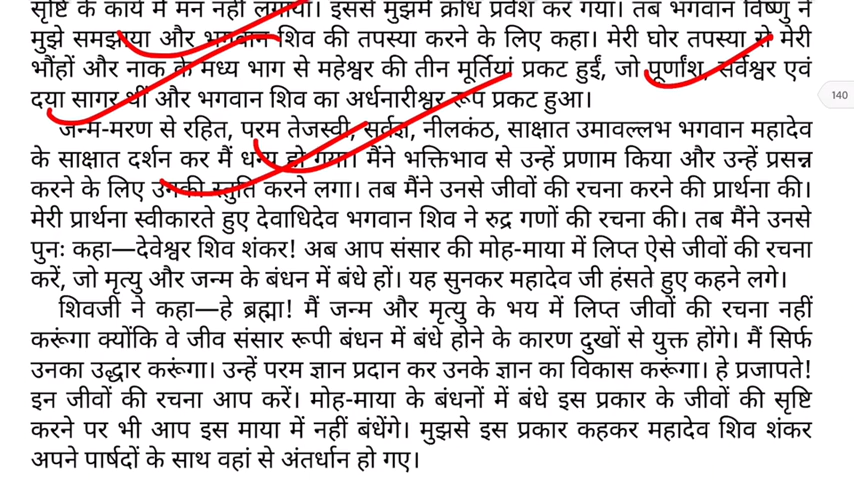 सृष्टि के कार्य में मन नहीं लगाया। इससे मुझमें क्रोध प्रवेश कर गया। तब भगवान विष्णु ने
मुझे समझाया और भगवान शिव की तपस्या करने के लिए कहा। मेरी घोर तपस्या से मेरी
भौंहों और नाक के मध्य भाग से महेश्वर की तीन मूर्तियां प्रकट हुईं, जो पूर्णांश, सर्वेश्वर एवं
दया सागर थीं और भगवान शिव का अर्धनारीश्वर रूप प्रकट हुआ।
जन्म-मरण से रहित, परम तेजस्वी, सर्वज्ञ, नीलकंठ, साक्षात उमावल्लभ भगवान महादेव
के साक्षात दर्शन कर मैं धन्य हो गया। मैंने भक्तिभाव से उन्हें प्रणाम किया और उन्हें प्रसन्न
करने के लिए उनकी स्तुति करने लगा। तब मैंने उनसे जीवों की रचना करने की प्रार्थना की।
मेरी प्रार्थना स्वीकारते हुए देवाधिदेव भगवान शिव ने रुद्र गणों की रचना की। तब मैंने उनसे
पुनः कहा—देवेश्वर शिव शंकर! अब आप संसार की मोह-माया में लिप्त ऐसे जीवों की रचना
करें, जो मृत्यु और जन्म के बंधन में बंधे हों। यह सुनकर महादेव जी हंसते हुए कहने लगे।
शिवजी ने कहा—हे ब्रह्मा! मैं जन्म और मृत्यु के भय में लिप्त जीवों की रचना नहीं
करूंगा क्योंकि वे जीव संसार रूपी बंधन में बंधे होने के कारण दुखों से युक्त होंगे। मैं सिर्फ
उनका उद्धार करूंगा। उन्हें परम ज्ञान प्रदान कर उनके ज्ञान का विकास करूंगा। हे प्रजापते!
इन जीवों की रचना आप करें। मोह-माया के बंधनों में बंधे इस प्रकार के जीवों की सृष्टि
करने पर भी आप इस माया में नहीं बंधेंगे। मुझसे इस प्रकार कहकर महादेव शिव शंकर
अपने पार्षदों के साथ वहां से अंतर्धान हो गए।
140